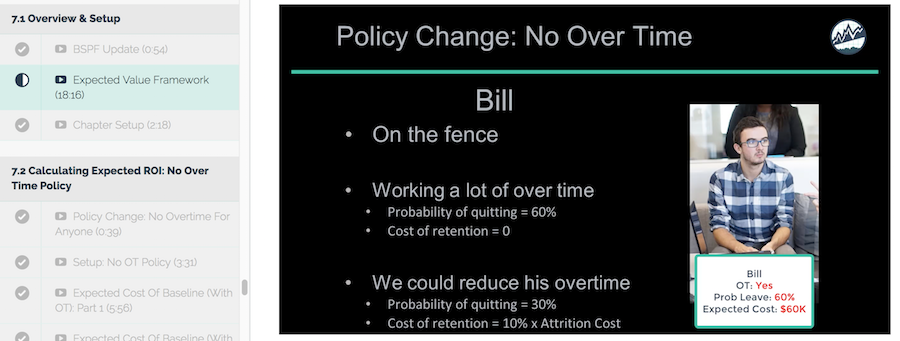 7.1 Overview & Setup
BSPF Update (0:54)
Expected Value Framework
(18:16)
Chapter Setup (2:18)
7.2 Calculating Expected ROI: No Over
Time Policy
Policy Change: No Overtime For
Anyone (0:39)
Setup: No OT Policy (3:31)
Expected Cost Of Baseline (With
OT): Part 1 (5:56)
Expected Cost Of Baseline (With
Policy Change: No Over Time
Bill
• On the fence
• Working a lot of over time
• Probability of quitting = 60%
• Cost of retention = 0
• We could reduce his overtime
• Probability of quitting = 30%
• Cost of retention = 10% x Attrition Cost
Bill
OT: Yes
Prob Leave: 60%
Expected Cost: $60K